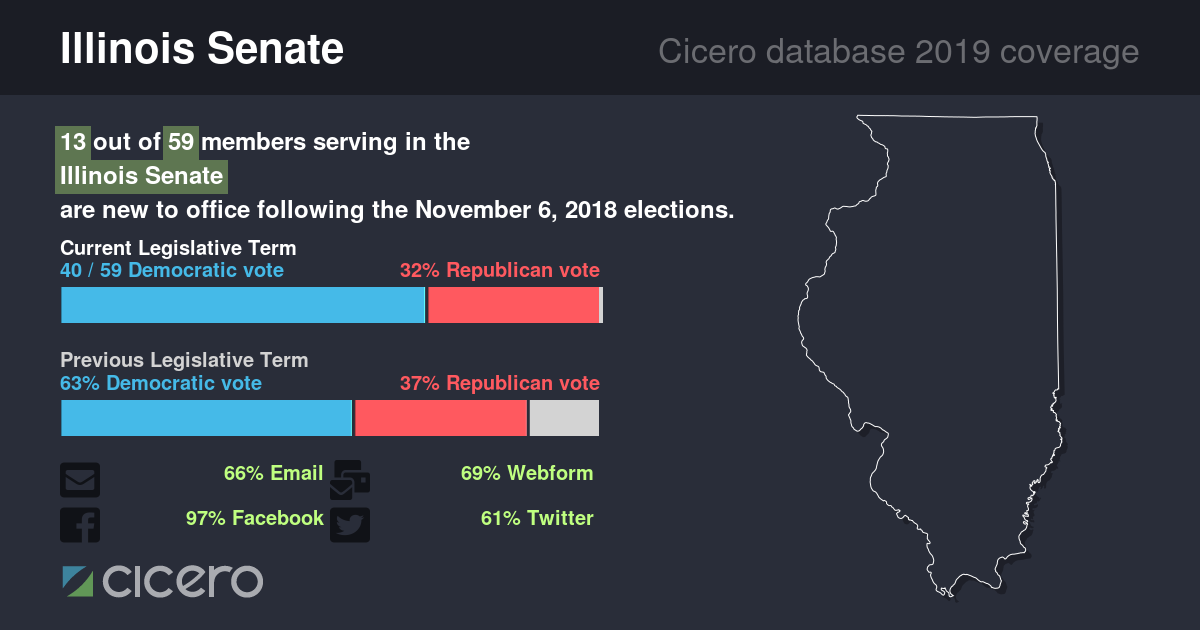 Illinois Senate
Cicero database 2019 coverage
13 out of 59 members serving in the
Illinois Senate
are new to office following the November 6, 2018 elections.
Current Legislative Term
40 / 59 Democratic vote
32% Republican vote
Previous Legislative Term
63% Democratic vote
37% Republican vote
66% Email
69% Webform
97% Facebook
61% Twitter
cicero